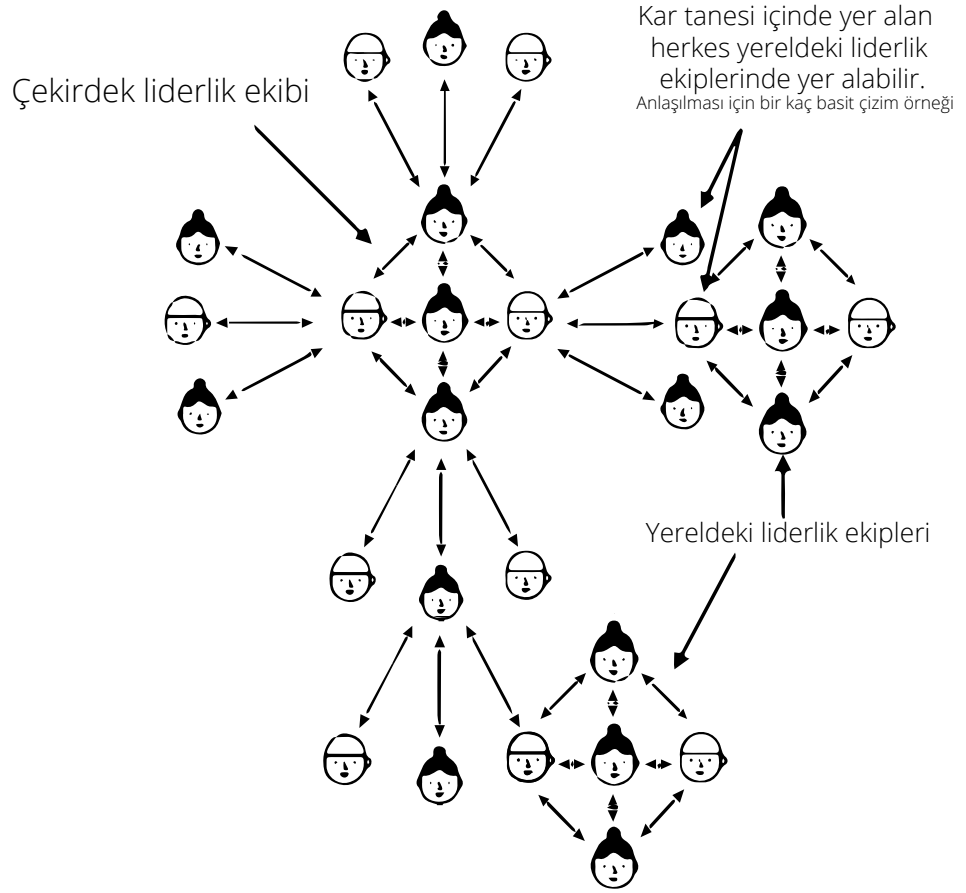 Çekirdek liderlik ekibi
Kar tanesi içinde yer alan
herkes yereldeki liderlik
ekiplerinde yer alabilir.
Anlaşılması için bir kaç basit çizim örneği
Yereldeki liderlik ekipleri